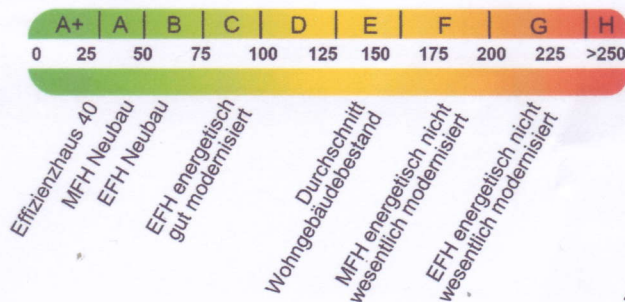 A+ A B C D E F G H
0 25 50 75 100 125 150 175 200 225 >250
Effizienzhaus 40
MFH Neubau
EFH Neubau
EFH energetisch
gut modernisiert
Durchschnitt
Wohngebäudebestand
MFH energetisch nicht
wesentlich modernisiert
EFH energetisch nicht
wesentlich modernisiert